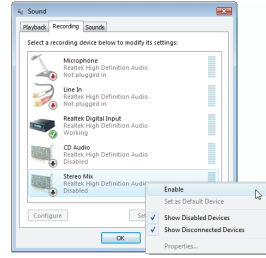 Sound
Playback Recording Sounds
Select a recording device below to modify its settings:
Microphone
Realtek High Definition Audio
Not plugged in
Line In
Realtek High Definition Audio
Not plugged in
Realtek Digital Input
Realtek High Definition Audio
Working
CD Audio
Realtek High Definition Audio
Disabled
Stereo Mix
Realtek High Definition Audio
Disabled
Enable
Set as Default Device
Show Disabled Devices
Show Disconnected Devices
Properties...
Configure
OK